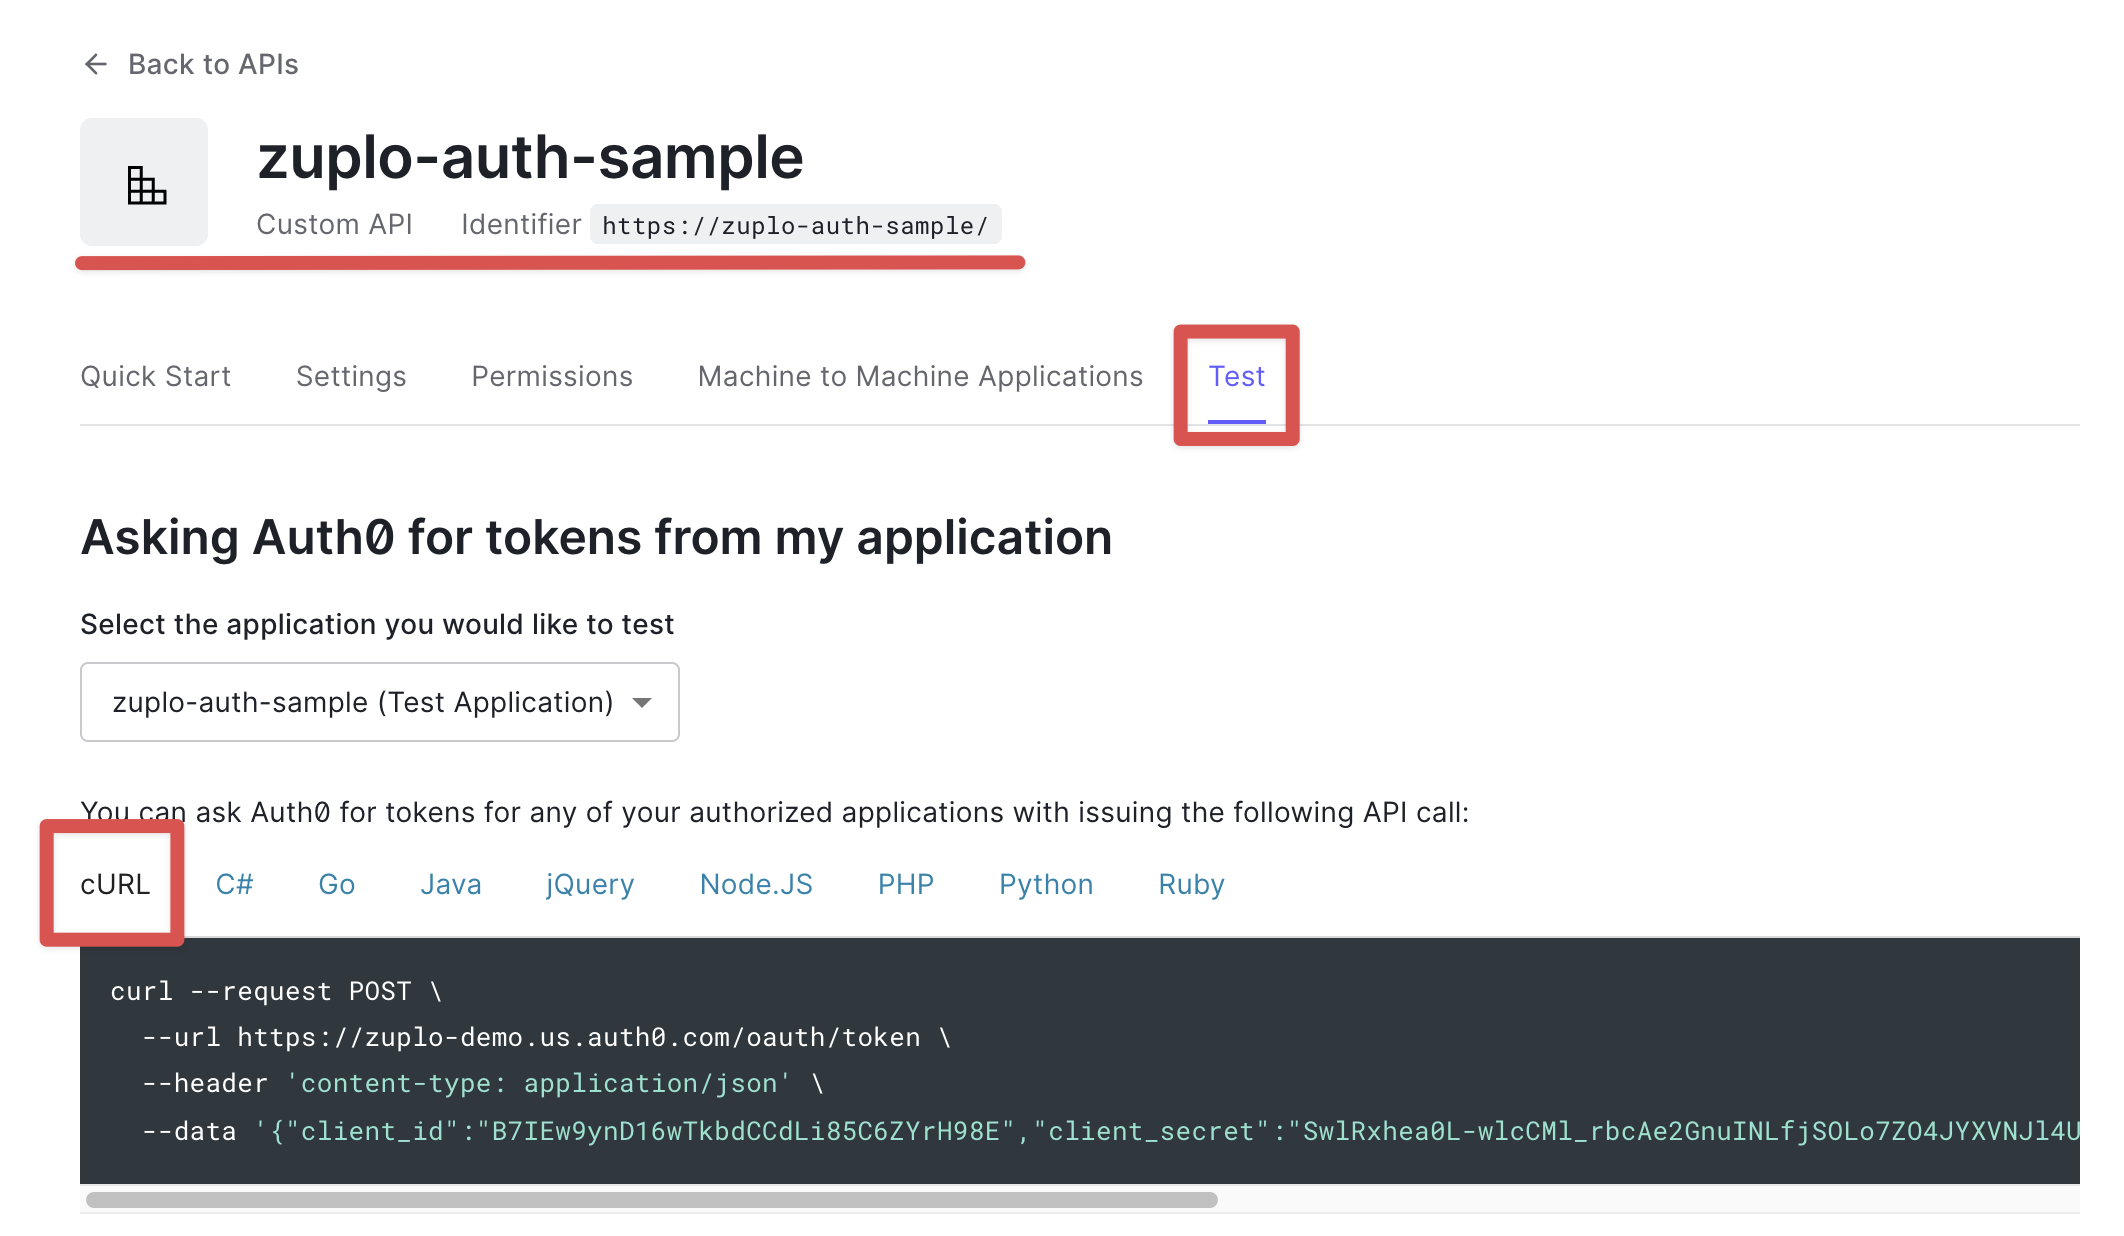 ← Back to APIs
zuplo-auth-sample
Custom API Identifier https://zuplo-auth-sample/
Quick Start Settings Permissions Machine to Machine Applications Test
Asking Auth0 for tokens from my application
Select the application you would like to test
zuplo-auth-sample (Test Application)
You can ask Auth0 for tokens for any of your authorized applications with issuing the following API call:
cURL C# Go Java jQuery Node.JS PHP Python Ruby
curl --request POST \
--url https://zuplo-demo.us.auth0.com/oauth/token \
--header 'content-type: application/json' \
--data '{"client_id":"B7IEw9ynD16wTkbdCCdLi85C6ZYrH98E","client_secret":"SwlRxhea0L-wlcCMl_rbcAe2GnuINLfjSOLo7ZO4JYXVNJl4U